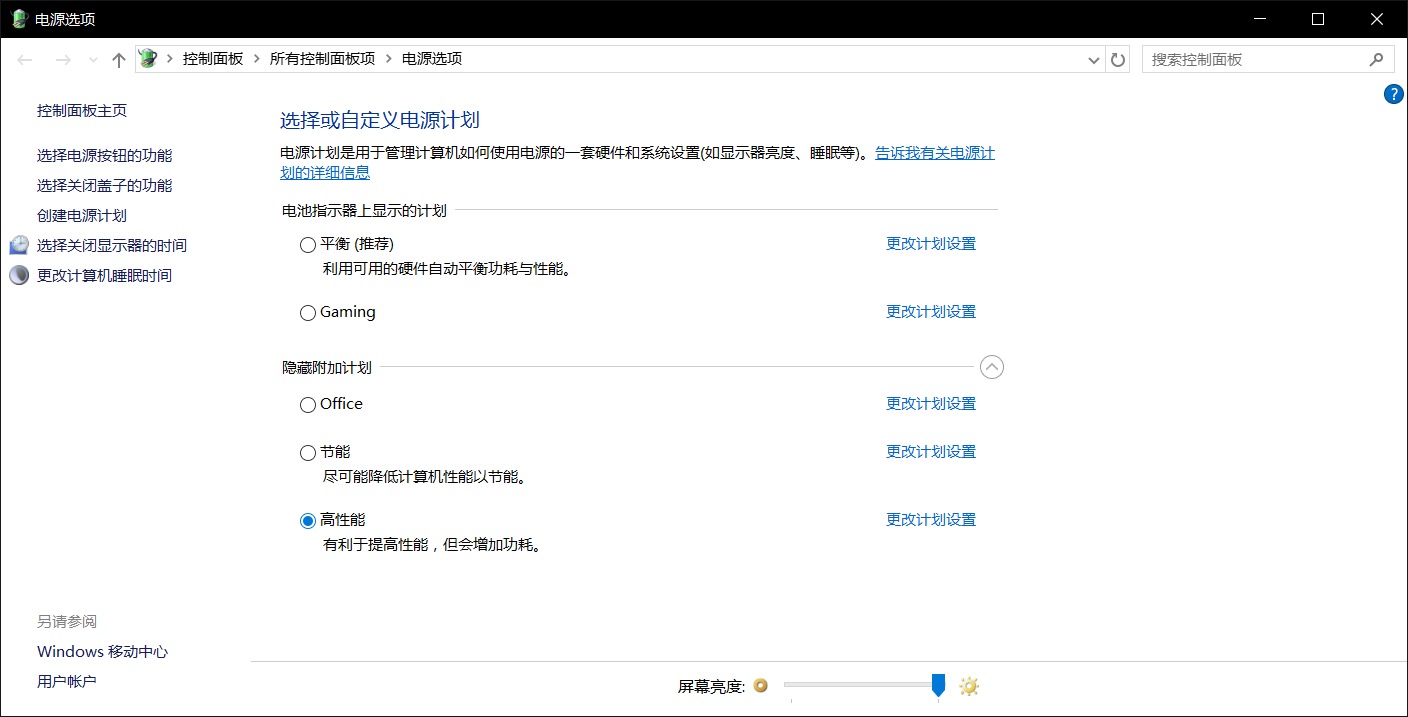 电源选项
控制面板 > 所有控制面板项 > 电源选项
搜索控制面板
?
控制面板主页
选择电源按钮的功能
选择关闭盖子的功能
创建电源计划
选择关闭显示器的时间
更改计算机睡眠时间
选择或自定义电源计划
电源计划是用于管理计算机如何使用电源的一套硬件和系统设置(如显示器亮度、睡眠等)。告诉我有关电源计
划的详细信息
电池指示器上显示的计划
平衡 (推荐) 更改计划设置
利用可用的硬件自动平衡功耗与性能。
Gaming 更改计划设置
隐藏附加计划
Office 更改计划设置
节能 更改计划设置
尽可能降低计算机性能以节能。
高性能 更改计划设置
有利于提高性能，但会增加功耗。
另请参阅
Windows 移动中心
用户帐户
屏幕亮度: